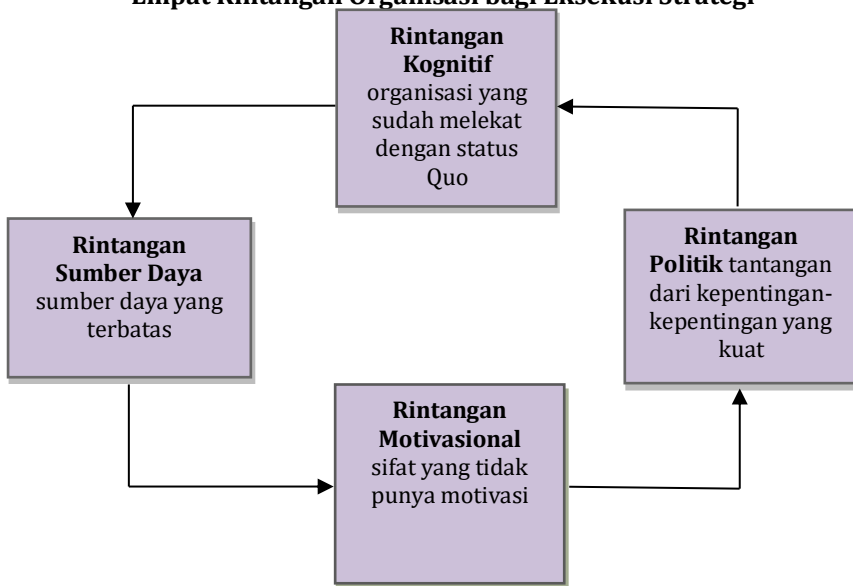 Empat Rintangan Organisasi bagi Eksekusi Strategi
Rintangan
Kognitif
organisasi yang
sudah melekat
dengan status
Quo
Rintangan
Sumber Daya
sumber daya yang
terbatas
Rintangan
Politik tantangan
dari kepentingan-
kepentingan yang
kuat
Rintangan
Motivasional
sifat yang tidak
punya motivasi